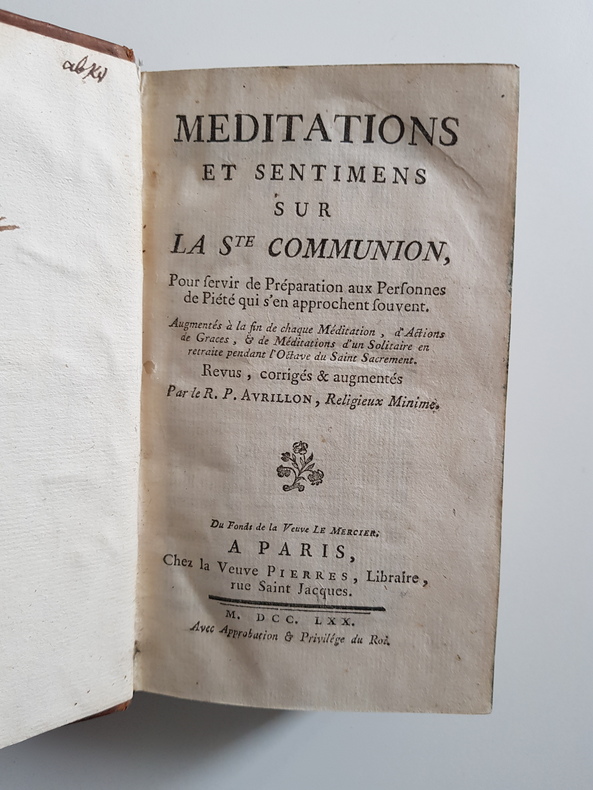 MEDITATIONS
ET SENTIMENS
SUR
LA STE COMMUNION,
Pour ſervir de Préparation aux Perſonnes
de Piété qui s'en approchent ſouvent.
Augmentés à la fin de chaque Méditation, d'Actions
de Graces, & de Méditations d'un Solitaire en
retraite pendant l'Octave du Saint Sacrement.
Revus, corrigés & augmentés
Par le R. P. AVRILLON, Religieux Minime.
Du Fonds de la Veuve LE MERCIER.
A PARIS,
Chez la Veuve PIERRES, Libraire,
rue Saint Jacques.
M. DCC. LXX.
Avec Approbation & Privilége du Roi.